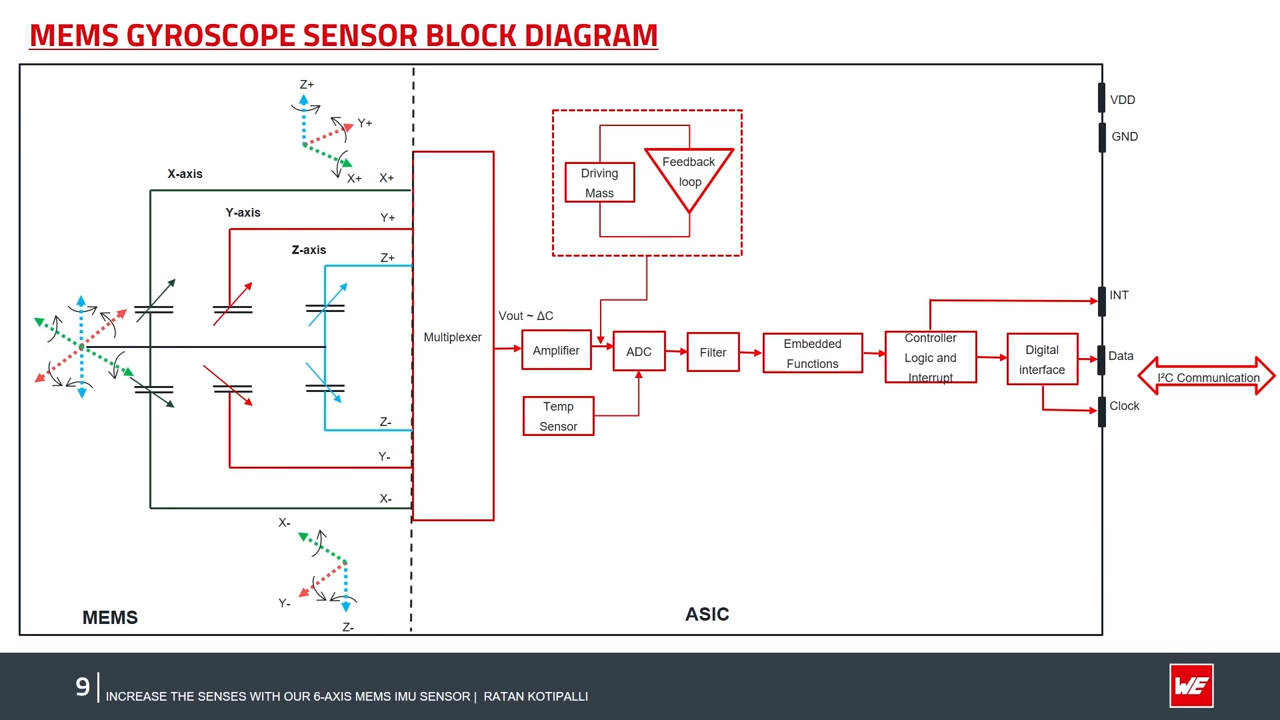 MEMS GYROSCOPE SENSOR BLOCK DIAGRAM
Z+
Y+
X+
X-axis
X+
Y-axis
Y+
Z-axis
Z+
Driving
Mass
Feedback
loop
VDD
GND
INT
Vout ~ ΔC
Multiplexer
Amplifier
ADC
Filter
Embedded
Functions
Controller
Logic and
Interrupt
Digital
interface
Data
I²C Communication
Clock
Temp
Sensor
Z-
Y-
X-
X-
Y-
Z-
MEMS
ASIC
9
INCREASE THE SENSES WITH OUR 6-AXIS MEMS IMU SENSOR | RATAN KOTIPALLI
WE